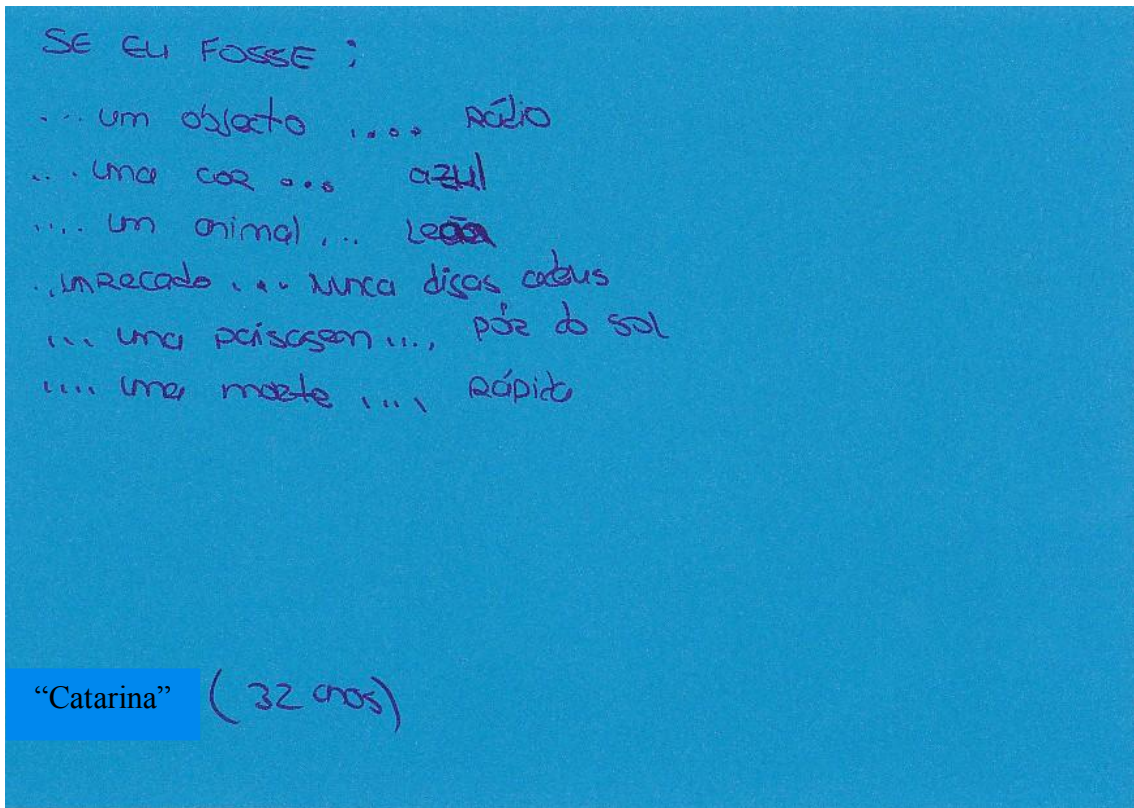 SE EU FOSSE :
... um objecto .... Rádio
... uma cor ... azul
.... um animal ... Leão
.. um Recado ... Nunca digas adeus
... uma paisagem ...., pôr do sol
.... uma morte .... Rápida
“Catarina” (32 anos)